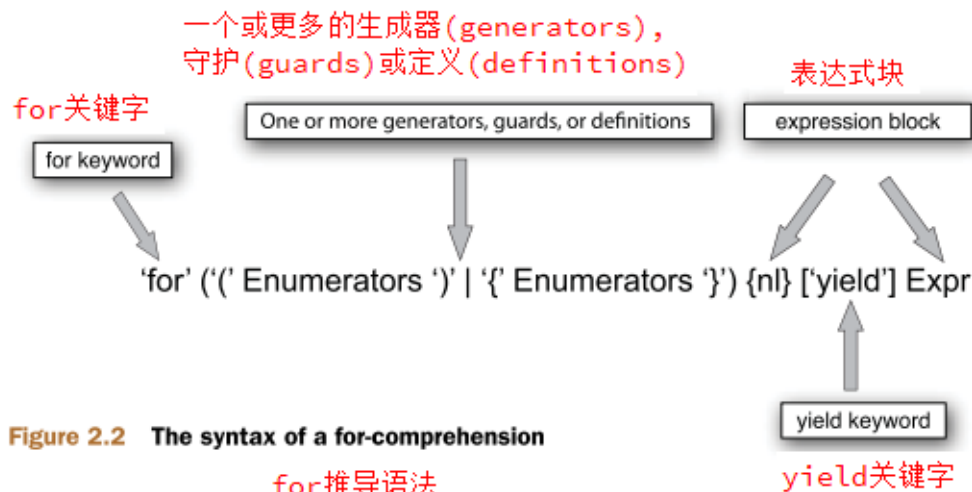 一个或更多的生成器(generators),
守护(guards)或定义(definitions)
表达式块
for关键字
One or more generators, guards, or definitions
expression block
for keyword
‘for’ (‘(’ Enumerators ‘)’ | ‘{’ Enumerators ‘}’) {nl} [‘yield’] Expr
yield keyword
Figure 2.2 The syntax of a for-comprehension
for推导语法
yield关键字